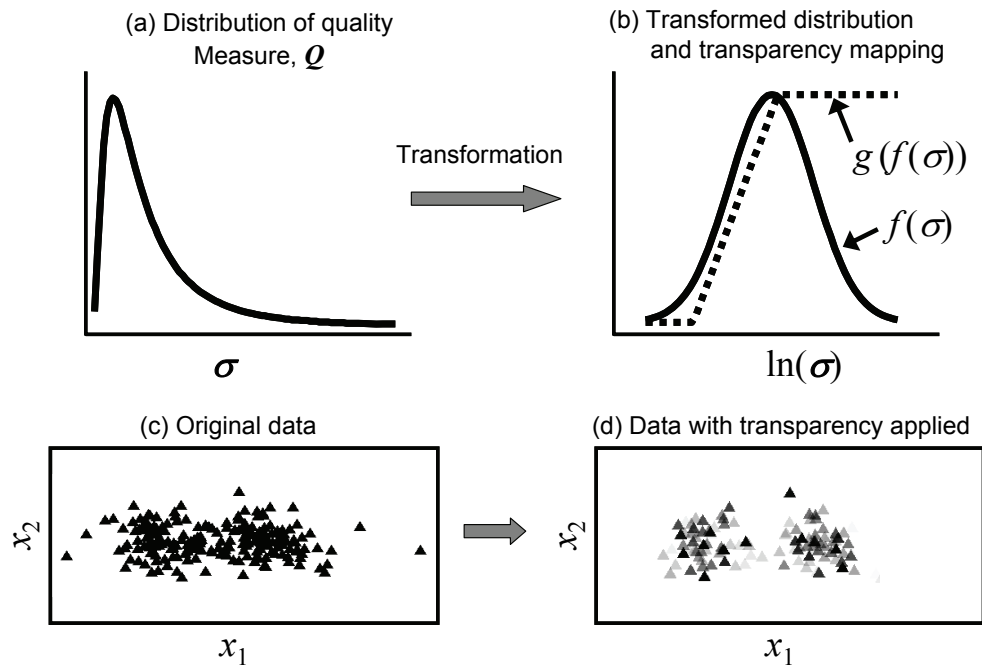 (a) Distribution of quality
Measure, Q
σ
Transformation
(b) Transformed distribution
and transparency mapping
g(f(σ))
f(σ)
ln(σ)
(c) Original data
x₂
x₁
(d) Data with transparency applied
x₂
x₁